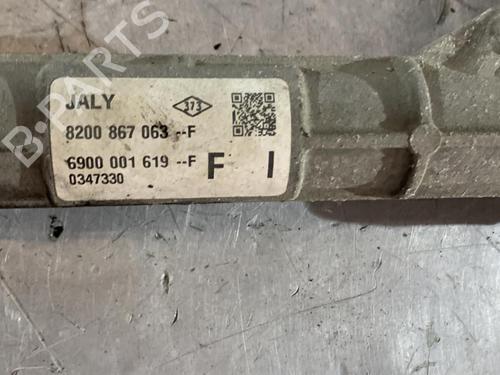 JALY 373
8200 867 063 --F
6900 001 619 --F F I
0347330
B-PARTS